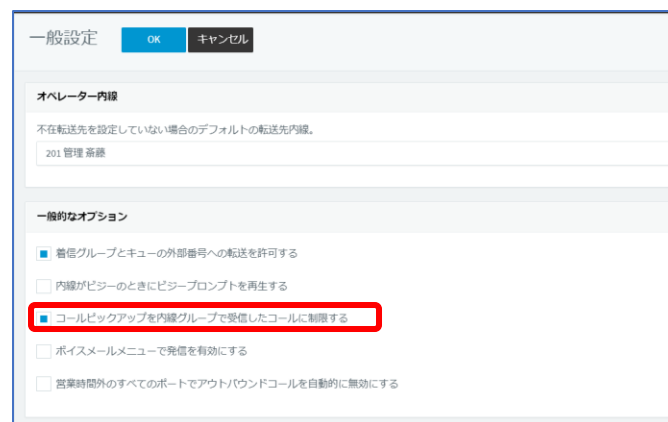 一般設定 OK キャンセル
オペレーター内線
不在転送先を設定していない場合のデフォルトの転送先内線。
201 管理 斎藤
一般的なオプション
着信グループとキューの外部番号への転送を許可する
内線がビジーのときにビジープロンプトを再生する
コールピックアップを内線グループで受信したコールに制限する
ボイスメールメニューで発信を有効にする
営業時間外のすべてのポートでアウトバウンドコールを自動的に無効にする